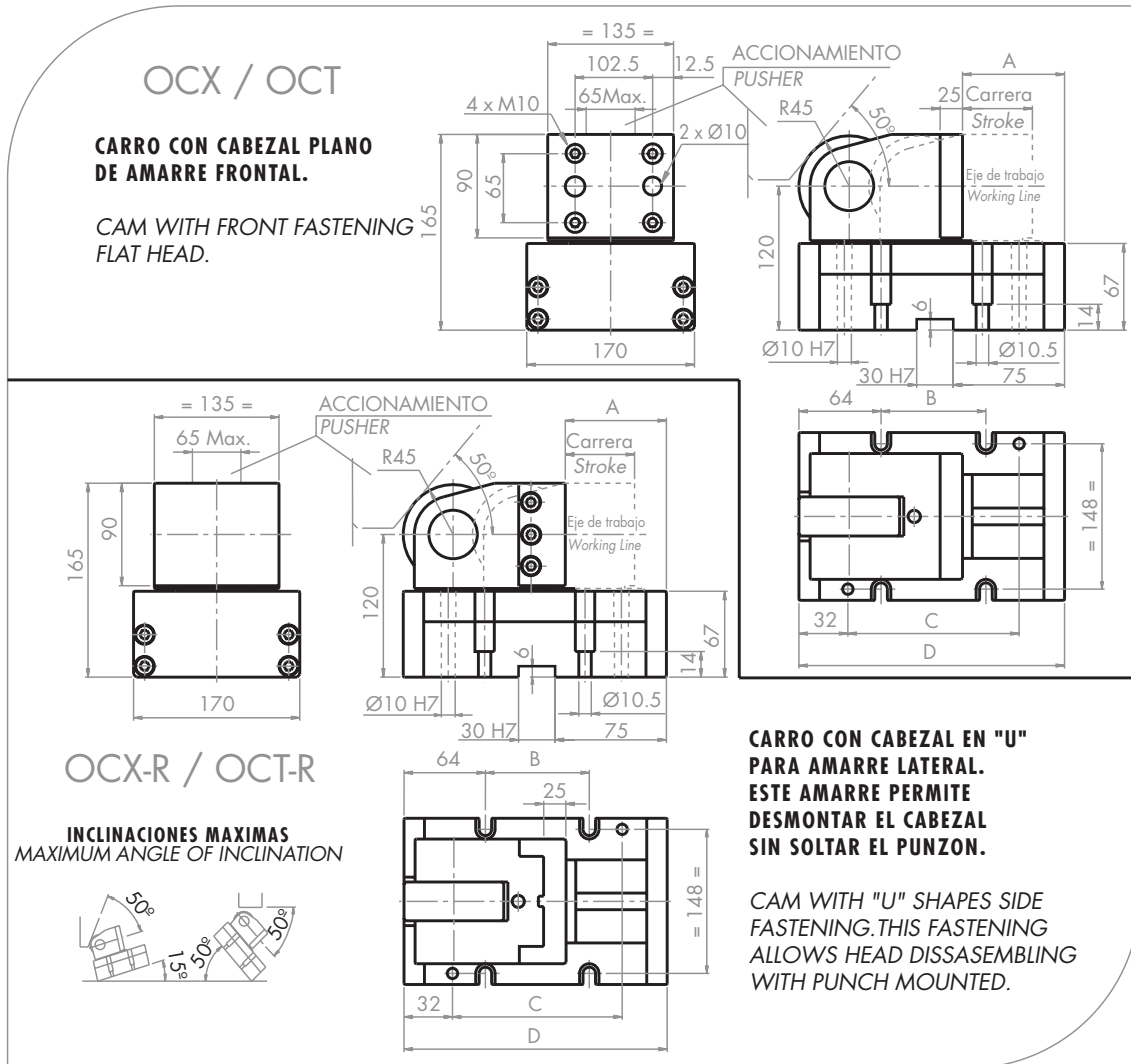 OCX / OCT
CARRO CON CABEZAL PLANO
DE AMARRE FRONTAL.
CAM WITH FRONT FASTENING
FLAT HEAD.
= 135 =
102.5
12.5
4 x M10
65Max.
2 x Ø10
165
90
65
170
ACCIONAMIENTO
PUSHER
A
25
Carrera
Stroke
R45
50º
Eje de trabajo
Working Line
120
67
6
14
Ø10 H7
Ø10.5
30 H7
75
64
B
= 148 =
32
C
D
= 135 =
65 Max.
ACCIONAMIENTO
PUSHER
A
Carrera
Stroke
R45
50º
Eje de trabajo
Working Line
165
90
170
120
67
6
14
Ø10 H7
Ø10.5
30 H7
75
OCX-R / OCT-R
INCLINACIONES MAXIMAS
MAXIMUM ANGLE OF INCLINATION
50º
15º
50º
50º
64
B
25
= 148 =
32
C
D
CARRO CON CABEZAL EN "U"
PARA AMARRE LATERAL.
ESTE AMARRE PERMITE
DESMONTAR EL CABEZAL
SIN SOLTAR EL PUNZON.
CAM WITH "U" SHAPES SIDE
FASTENING.THIS FASTENING
ALLOWS HEAD DISSASEMBLING
WITH PUNCH MOUNTED.